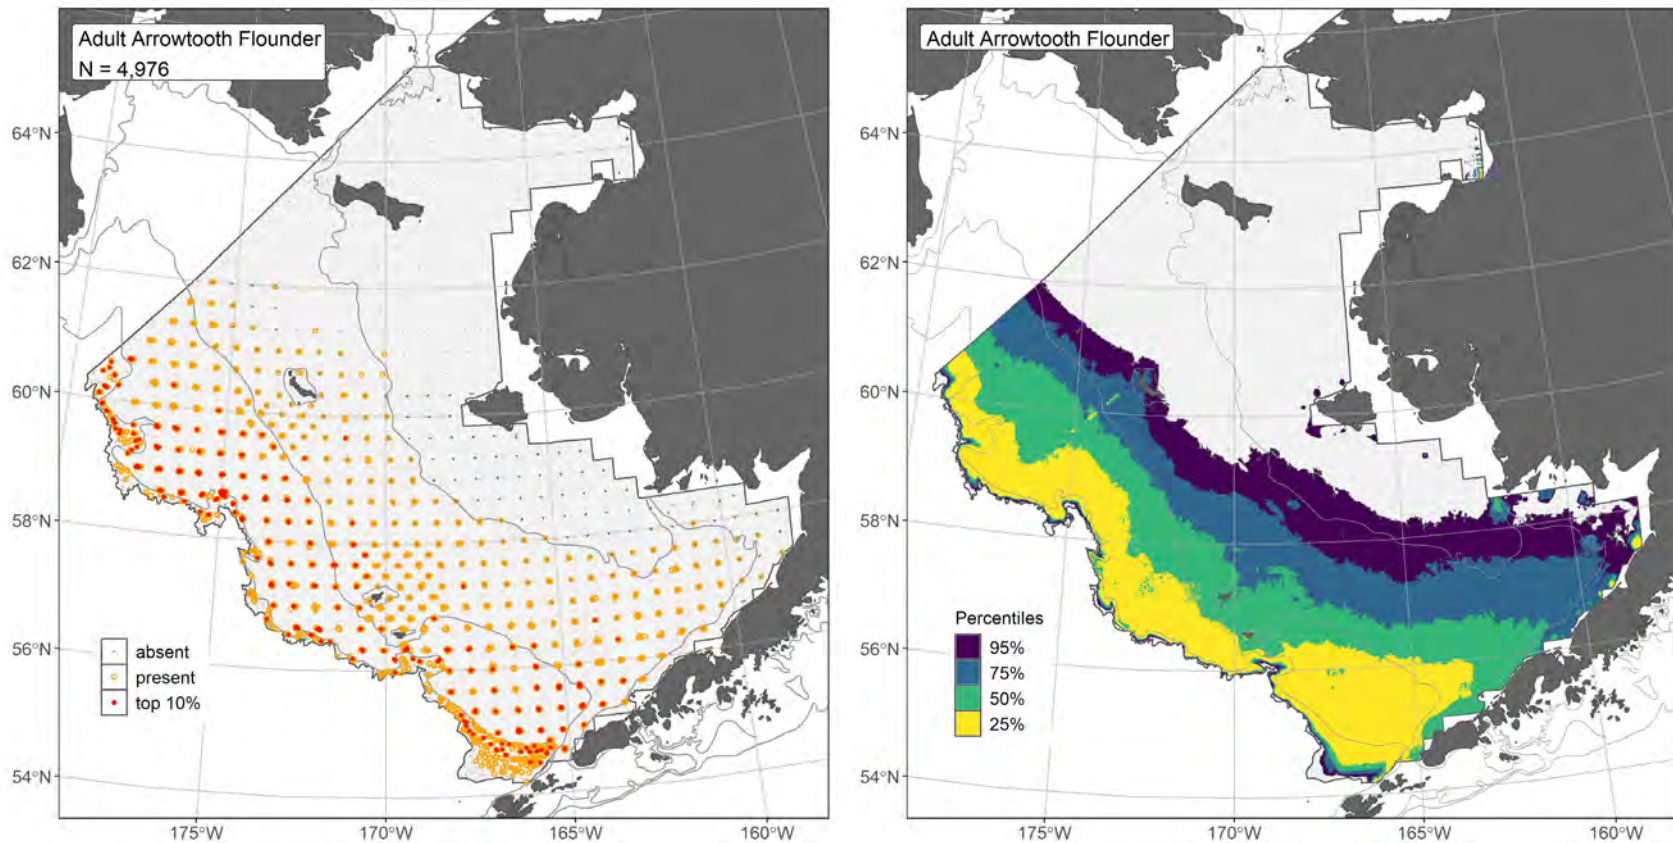 Adult Arrowtooth Flounder
N = 4,976
64°N
62°N
60°N
58°N
56°N
54°N
absent
present
top 10%
175°W
170°W
165°W
160°W
Adult Arrowtooth Flounder
64°N
62°N
60°N
58°N
56°N
54°N
Percentiles
95%
75%
50%
25%
175°W
170°W
165°W
160°W